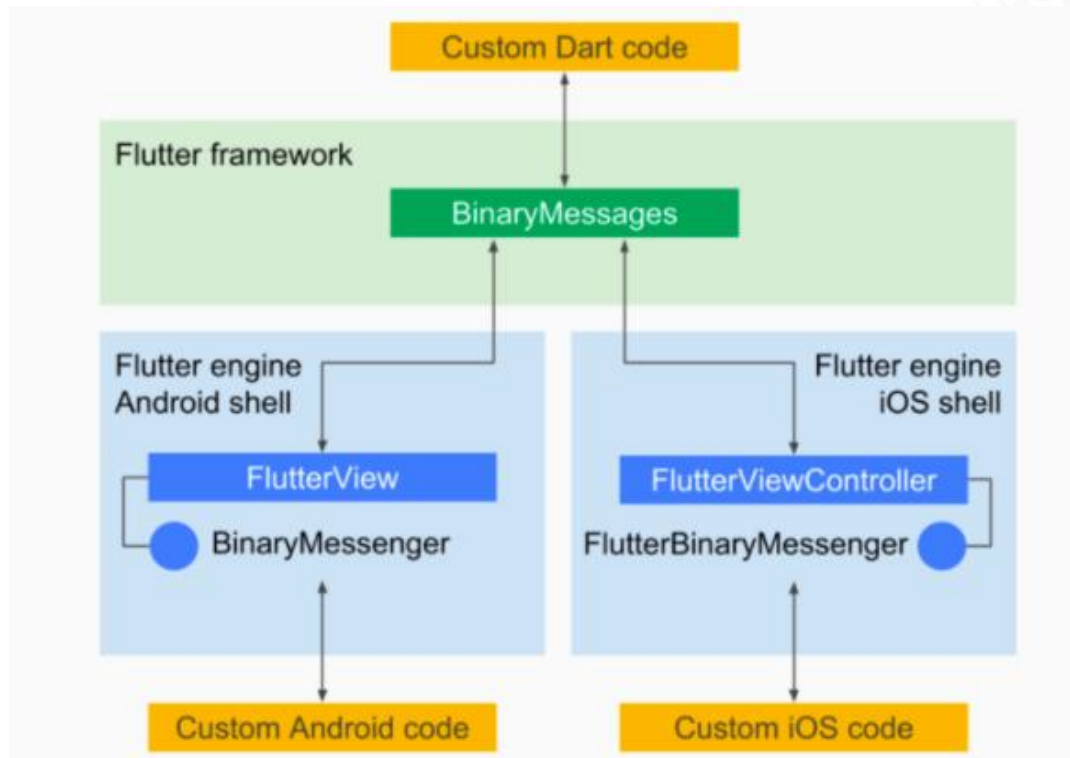 Custom Dart code
Flutter framework
BinaryMessages
Flutter engine
Android shell
Flutter engine
iOS shell
FlutterView
FlutterViewController
BinaryMessenger
FlutterBinaryMessenger
Custom Android code
Custom iOS code